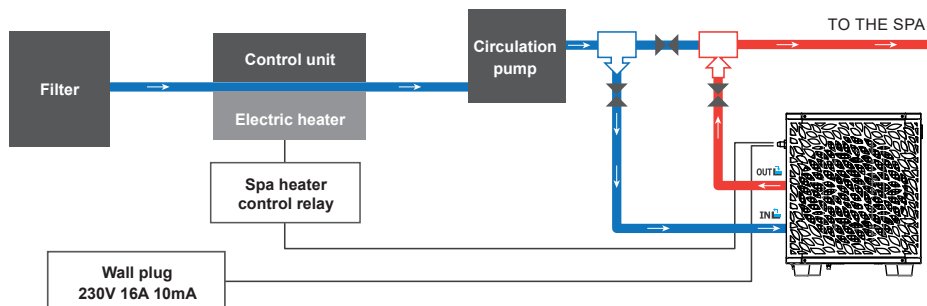 TO THE SPA
Filter
Control unit
Electric heater
Circulation
pump
Spa heater
control relay
OUT
IN
Wall plug
230V 16A 10mA